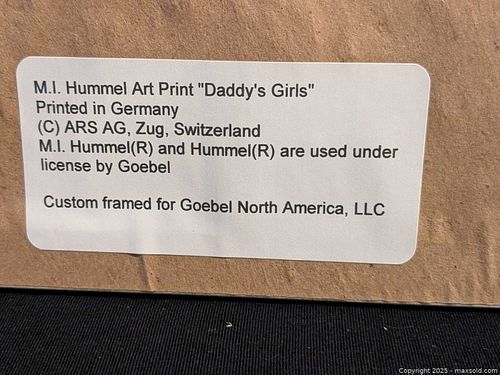 M.I. Hummel Art Print "Daddy's Girls"
Printed in Germany
(C) ARS AG, Zug, Switzerland
M.I. Hummel(R) and Hummel(R) are used under
license by Goebel
Custom framed for Goebel North America, LLC
Copyright 2025 - maxsold.com